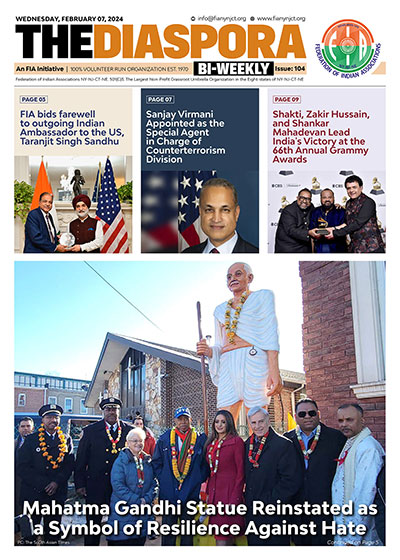 WEDNESDAY, FEBRUARY 07, 2024
info@fianynjct.org
www.fianynjct.org
THE DIASPORA
An FIA Initiative | 100% VOLUNTEER RUN ORGANIZATION EST. 1970
BI-WEEKLY
Issue: 104
Federation of Indian Associations NY-NJ-CT-NE 501(C)3: The Largest Non-Profit Diasporal Umbrella Organization in the Eight states of NY-NJ-CT-NE
FIA
FEDERATION OF INDIAN ASSOCIATIONS
PAGE 03
FIA bids farewell
to outgoing Indian
Ambassador to the US,
Taranjit Singh Sandhu
PAGE 07
Sanjay Virmani
Appointed as the
Special Agent
in Charge of
Counterterrorism
Division
PAGE 09
Shakti, Zakir Hussain,
and Shankar
Mahadevan Lead
India's Victory at the
66th Annual Grammy
Awards
CBS
Mahatma Gandhi Statue Reinstated as
a Symbol of Resilience Against Hate
PC: The South Asian Times
Continued on Page 5